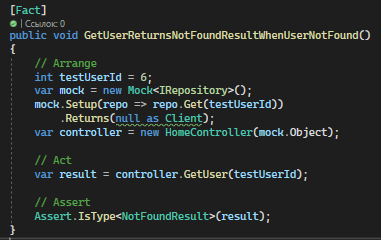 [Fact]
| Ссылок: 0
public void GetUserReturnsNotFoundResultWhenUserNotFound()
{
// Arrange
int testUserId = 6;
var mock = new Mock<IRepository>();
mock.Setup(repo => repo.Get(testUserId))
.Returns(null as Client);
var controller = new HomeController(mock.Object);
// Act
var result = controller.GetUser(testUserId);
// Assert
Assert.IsType<NotFoundResult>(result);
}